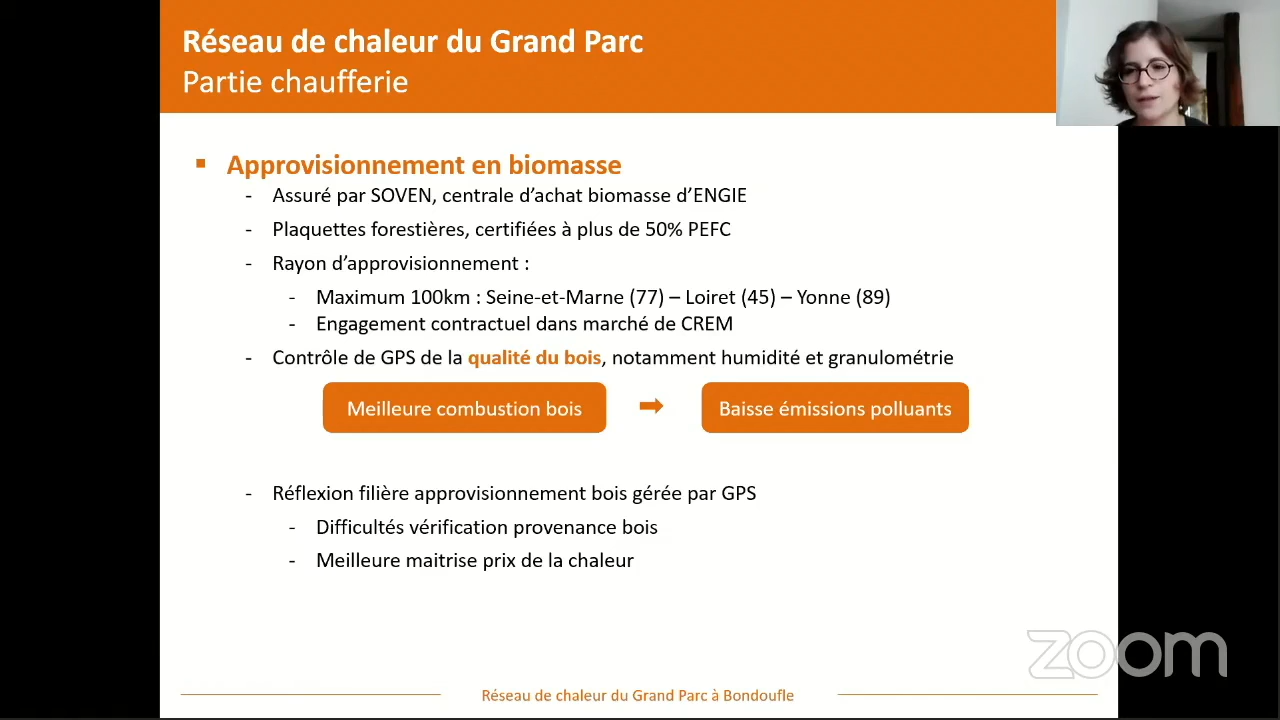 Réseau de chaleur du Grand Parc
Partie chaufferie
▪ Approvisionnement en biomasse
- Assuré par SOVEN, centrale d'achat biomasse d'ENGIE
- Plaquettes forestières, certifiées à plus de 50% PEFC
- Rayon d'approvisionnement :
- Maximum 100km : Seine-et-Marne (77) – Loiret (45) – Yonne (89)
- Engagement contractuel dans marché de CREM
- Contrôle de GPS de la qualité du bois, notamment humidité et granulométrie
Meilleure combustion bois ➡ Baisse émissions polluants
- Réflexion filière approvisionnement bois gérée par GPS
- Difficultés vérification provenance bois
- Meilleure maitrise prix de la chaleur
zoom
Réseau de chaleur du Grand Parc à Bondoufle